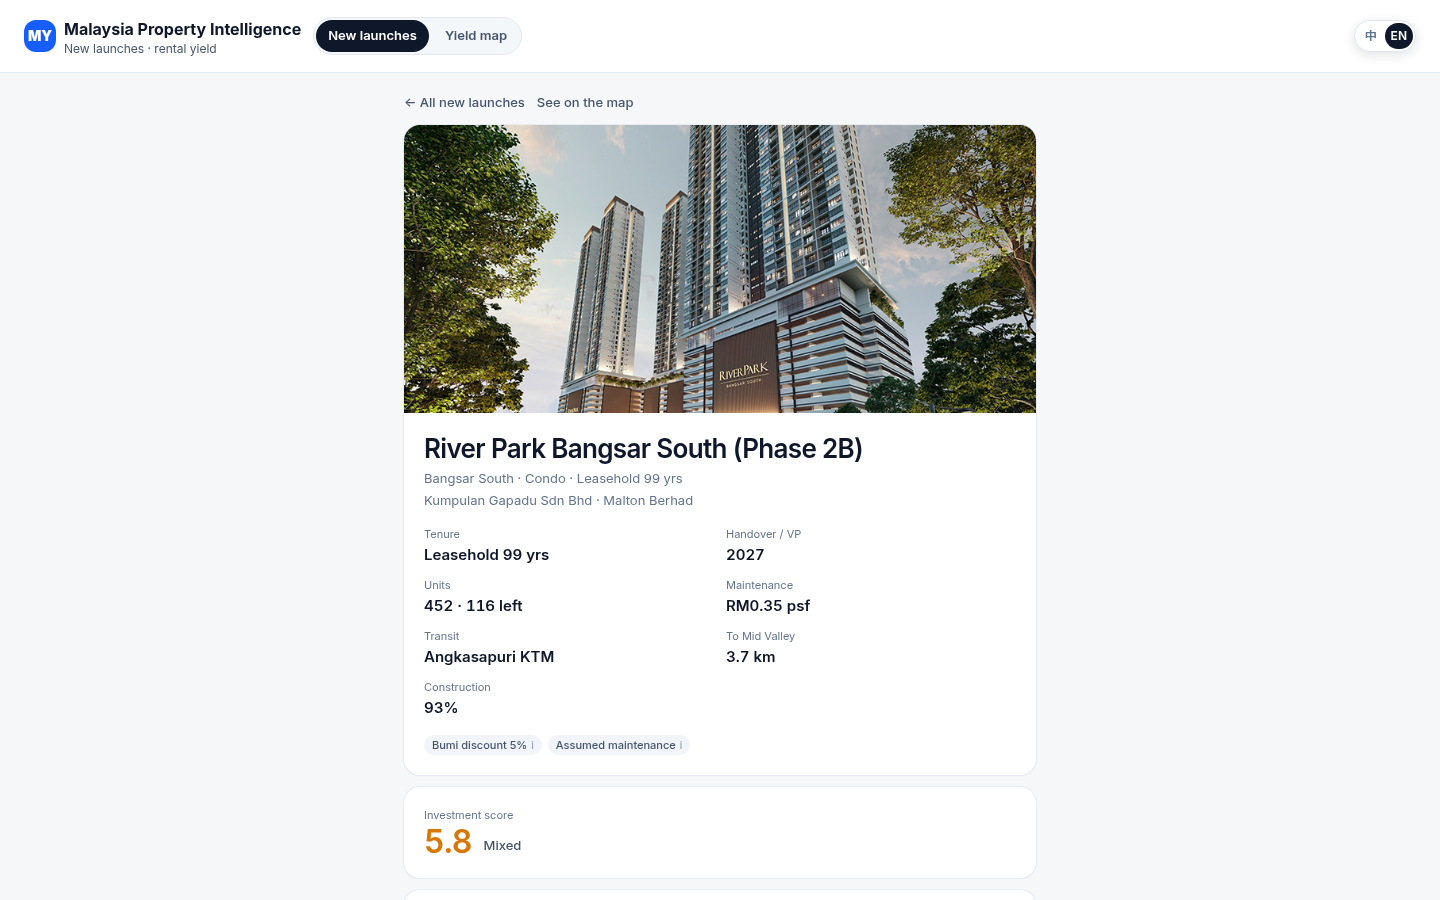 MY
Malaysia Property Intelligence
New launches · rental yield
New launches
Yield map
中
EN
← All new launches
See on the map
RIVERPARK
BANGSAR SOUTH
River Park Bangsar South (Phase 2B)
Bangsar South · Condo · Leasehold 99 yrs
Kumpulan Gapadu Sdn Bhd · Malton Berhad
Tenure
Leasehold 99 yrs
Handover / VP
2027
Units
452 · 116 left
Maintenance
RM0.35 psf
Transit
Angkasapuri KTM
To Mid Valley
3.7 km
Construction
93%
Bumi discount 5% i
Assumed maintenance i
Investment score
5.8 Mixed